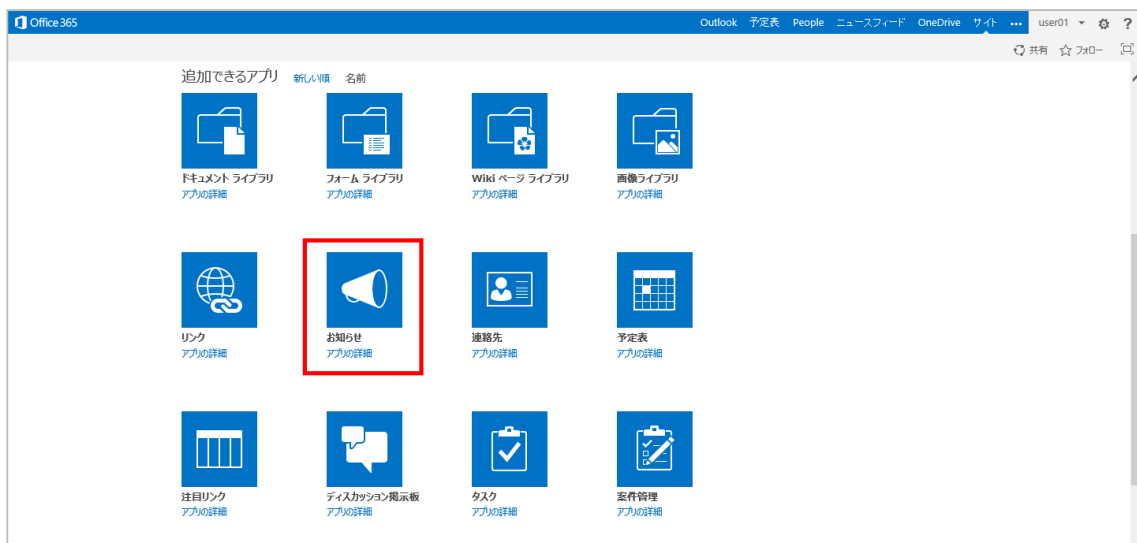 Office 365 Outlook 予定表 People ニュースフィード OneDrive サイト ••• user01 ?
共有 フォロー
追加できるアプリ 新しい順 名前
ドキュメント ライブラリ フォーム ライブラリ Wiki ページ ライブラリ 画像ライブラリ
アプリの詳細 アプリの詳細 アプリの詳細 アプリの詳細
リンク お知らせ 連絡先 予定表
アプリの詳細 アプリの詳細 アプリの詳細 アプリの詳細
注目リンク ディスカッション掲示板 タスク 案件管理
アプリの詳細 アプリの詳細 アプリの詳細 アプリの詳細